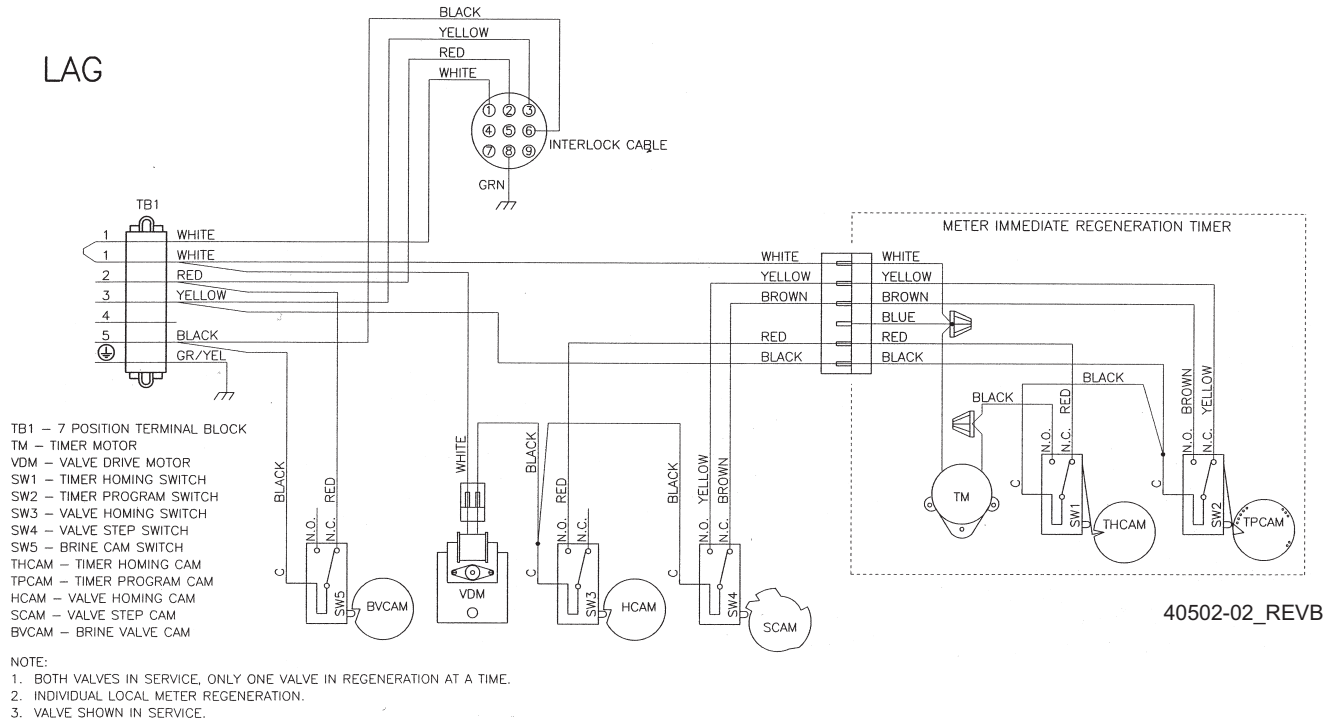 LAG
BLACK
YELLOW
RED
WHITE
1 2 3
4 5 6
7 8 9
INTERLOCK CABLE
GRN
TB1
1 WHITE
1 WHITE
2 RED
3 YELLOW
4
5 BLACK
GR/YEL
METER IMMEDIATE REGENERATION TIMER
WHITE WHITE
YELLOW YELLOW
BROWN BROWN
BLUE
RED RED
BLACK BLACK
BLACK
BLACK
N.O.
N.C. RED
C
SW1
TM
THCAM
N.O. BROWN
N.C. YELLOW
C
SW2
TPCAM
BLACK
C
N.O.
N.C. RED
SW5
BVCAM
WHITE
VDM
BLACK
C
N.O. RED
N.C.
SW3
HCAM
BLACK
C
N.O. YELLOW
N.C. BROWN
SW4
SCAM
TB1 – 7 POSITION TERMINAL BLOCK
TM – TIMER MOTOR
VDM – VALVE DRIVE MOTOR
SW1 – TIMER HOMING SWITCH
SW2 – TIMER PROGRAM SWITCH
SW3 – VALVE HOMING SWITCH
SW4 – VALVE STEP SWITCH
SW5 – BRINE CAM SWITCH
THCAM – TIMER HOMING CAM
TPCAM – TIMER PROGRAM CAM
HCAM – VALVE HOMING CAM
SCAM – VALVE STEP CAM
BVCAM – BRINE VALVE CAM
40502-02_REVB
NOTE:
1. BOTH VALVES IN SERVICE, ONLY ONE VALVE IN REGENERATION AT A TIME.
2. INDIVIDUAL LOCAL METER REGENERATION.
3. VALVE SHOWN IN SERVICE.